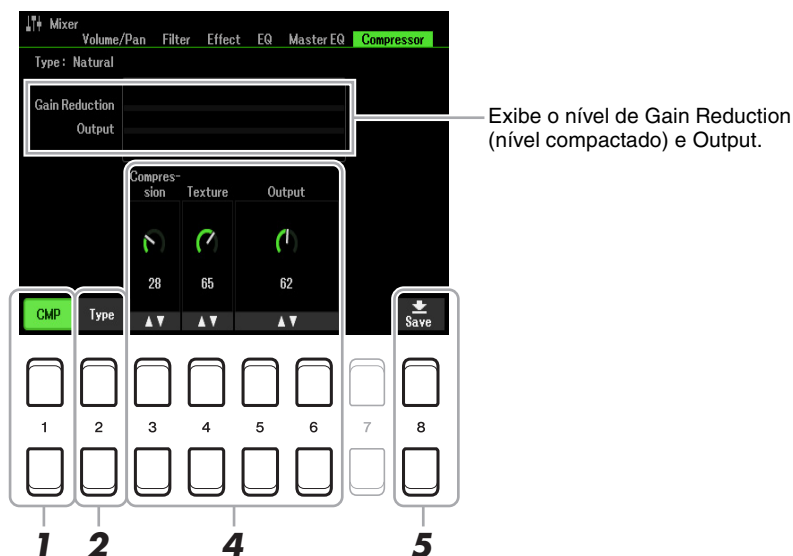 Mixer
Volume/Pan Filter Effect EQ Master EQ Compressor
Type: Natural
Gain Reduction
Output
Exibe o nível de Gain Reduction
(nível compactado) e Output.
Compres-
sion Texture Output
28 65 62
CMP Type ▲▼ ▲▼ ▲▼ Save
1 2 3 4 5 6 7 8
1 2 4 5